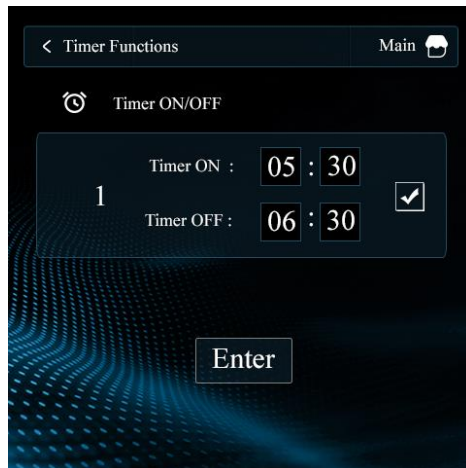 Timer Functions Main
Timer ON/OFF
1
Timer ON : 05 : 30
Timer OFF : 06 : 30
Enter